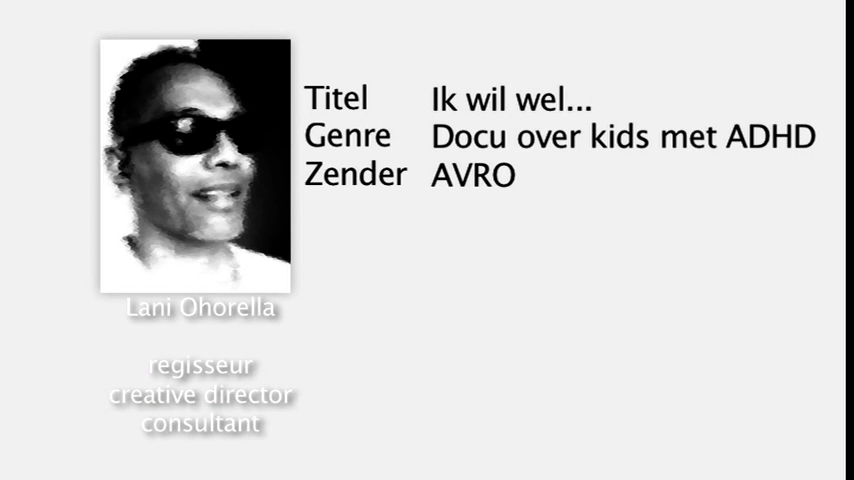 Titel Ik wil wel...
Genre Docu over kids met ADHD
Zender AVRO
Lani Ohorella
regisseur
creative director
consultant